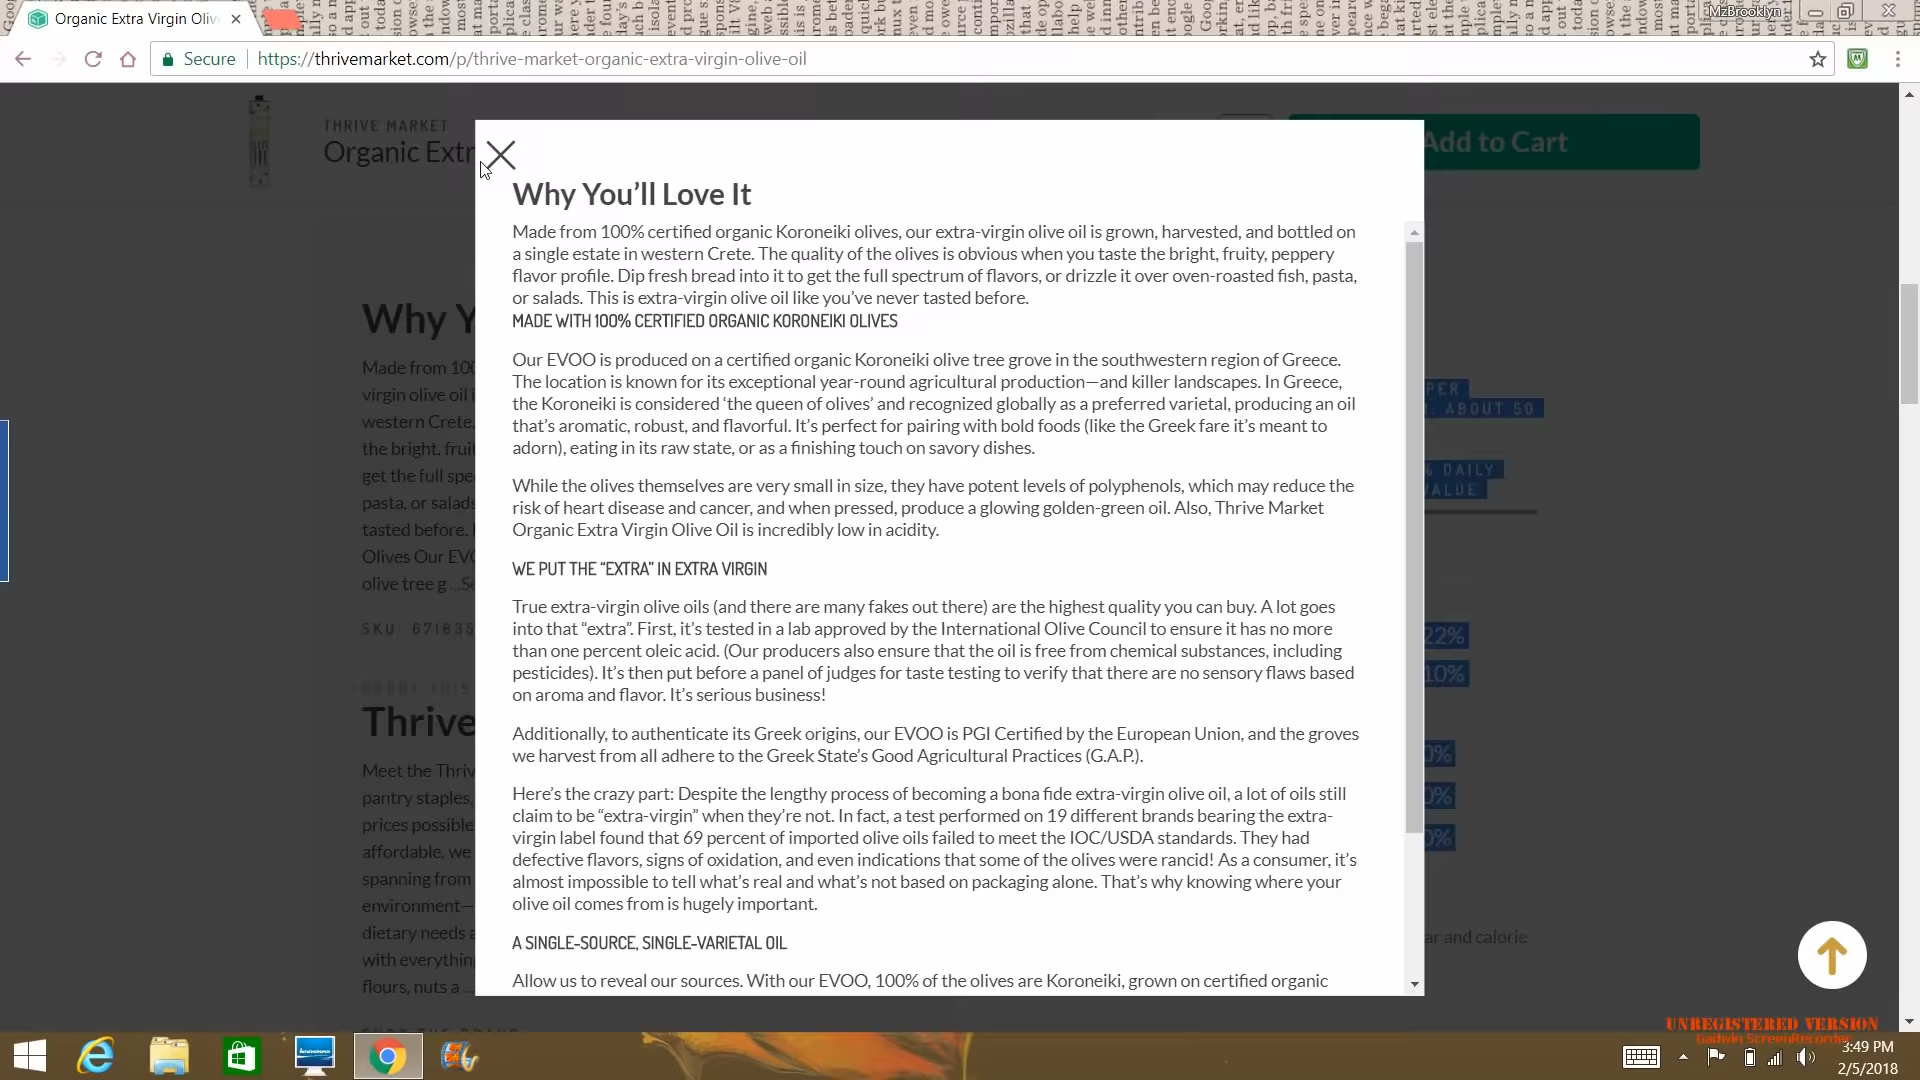 Organic Extra Virgin Oliv
MzBrooklyn
Secure
https://thrivemarket.com/p/thrive-market-organic-extra-virgin-olive-oil
THRIVE MARKET
Organic Extr
Add to Cart
Why You’ll Love It
Made from 100% certified organic Koroneiki olives, our extra-virgin olive oil is grown, harvested, and bottled on
a single estate in western Crete. The quality of the olives is obvious when you taste the bright, fruity, peppery
flavor profile. Dip fresh bread into it to get the full spectrum of flavors, or drizzle it over oven-roasted fish, pasta,
or salads. This is extra-virgin olive oil like you’ve never tasted before.
MADE WITH 100% CERTIFIED ORGANIC KORONEIKI OLIVES
Our EVOO is produced on a certified organic Koroneiki olive tree grove in the southwestern region of Greece.
The location is known for its exceptional year-round agricultural production—and killer landscapes. In Greece,
the Koroneiki is considered ‘the queen of olives’ and recognized globally as a preferred varietal, producing an oil
that’s aromatic, robust, and flavorful. It’s perfect for pairing with bold foods (like the Greek fare it’s meant to
adorn), eating in its raw state, or as a finishing touch on savory dishes.
While the olives themselves are very small in size, they have potent levels of polyphenols, which may reduce the
risk of heart disease and cancer, and when pressed, produce a glowing golden-green oil. Also, Thrive Market
Organic Extra Virgin Olive Oil is incredibly low in acidity.
WE PUT THE “EXTRA” IN EXTRA VIRGIN
True extra-virgin olive oils (and there are many fakes out there) are the highest quality you can buy. A lot goes
into that “extra”. First, it’s tested in a lab approved by the International Olive Council to ensure it has no more
than one percent oleic acid. (Our producers also ensure that the oil is free from chemical substances, including
pesticides). It’s then put before a panel of judges for taste testing to verify that there are no sensory flaws based
on aroma and flavor. It’s serious business!
Additionally, to authenticate its Greek origins, our EVOO is PGI Certified by the European Union, and the groves
we harvest from all adhere to the Greek State’s Good Agricultural Practices (G.A.P.).
Here’s the crazy part: Despite the lengthy process of becoming a bona fide extra-virgin olive oil, a lot of oils still
claim to be “extra-virgin” when they’re not. In fact, a test performed on 19 different brands bearing the extra-
virgin label found that 69 percent of imported olive oils failed to meet the IOC/USDA standards. They had
defective flavors, signs of oxidation, and even indications that some of the olives were rancid! As a consumer, it’s
almost impossible to tell what’s real and what’s not based on packaging alone. That’s why knowing where your
olive oil comes from is hugely important.
A SINGLE-SOURCE, SINGLE-VARIETAL OIL
Allow us to reveal our sources. With our EVOO, 100% of the olives are Koroneiki, grown on certified organic
Why Y
Made from 100
virgin olive oil i
western Crete.
the bright, fruit
get the full spe
pasta, or salads
tasted before.
Olives Our EVO
olive tree g ...Se
SKU: 671635
Thrive
Meet the Thriv
pantry staples,
prices possible
affordable, we
spanning from
environment—
dietary needs a
with everythin
flours, nuts a ...
PER
: ABOUT 50
% DAILY
VALUE
22%
10%
0%
0%
0%
ar and calorie
UNREGISTERED VERSION
Gadwin ScreenRecorder
3:49 PM
2/5/2018